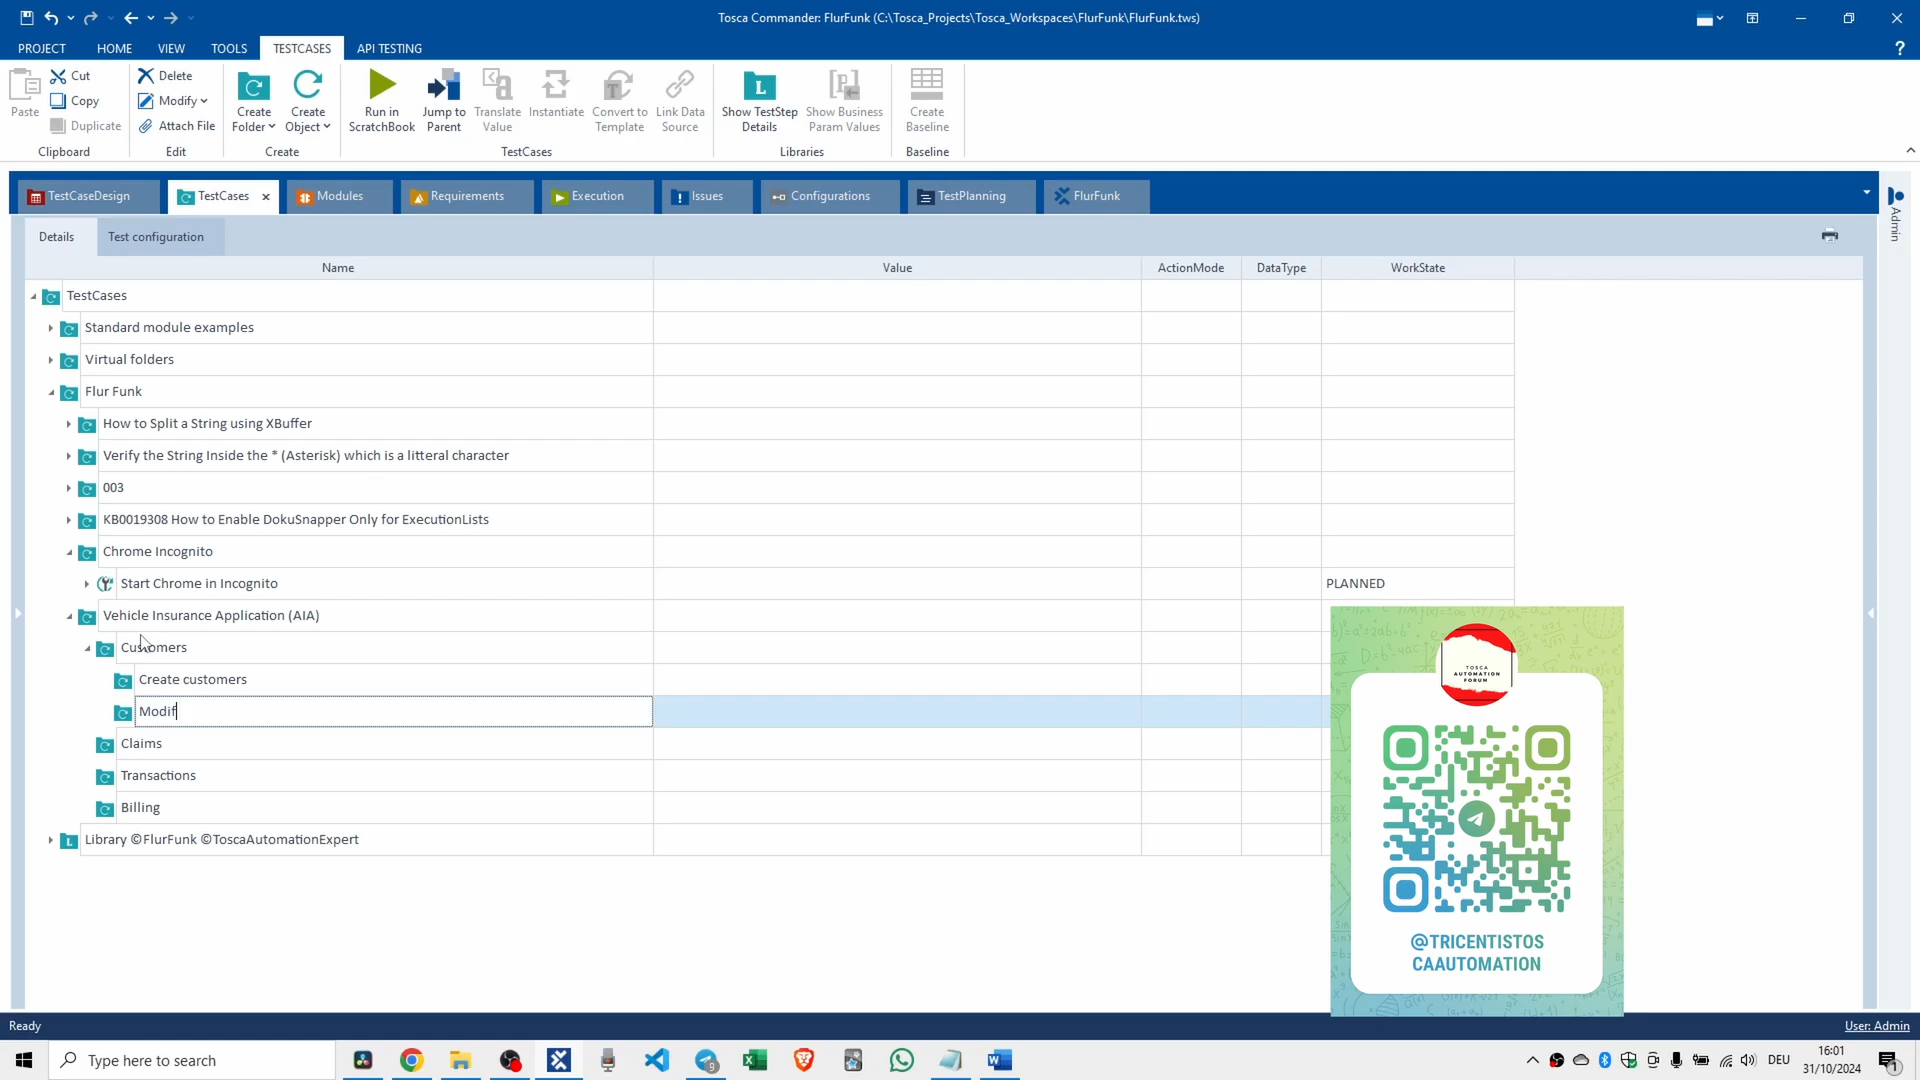 Tosca Commander: FlurFunk (C:\Tosca_Projects\Tosca_Workspaces\FlurFunk\FlurFunk.tws)
PROJECT HOME VIEW TOOLS TESTCASES API TESTING ?
Paste Cut Copy Duplicate
Clipboard
Delete Modify Attach File
Edit
Create Folder Create Object
Create
Run in ScratchBook Jump to Parent Translate Value Instantiate Convert to Template Link Data Source
TestCases
Show TestStep Details Show Business Param Values
Libraries
Create Baseline
Baseline
TestCaseDesign TestCases x Modules Requirements Execution Issues Configurations TestPlanning FlurFunk
Admin
Details Test configuration
Name Value ActionMode DataType WorkState
TestCases
Standard module examples
Virtual folders
Flur Funk
How to Split a String using XBuffer
Verify the String Inside the * (Asterisk) which is a litteral character
003
KB0019308 How to Enable DokuSnapper Only for ExecutionLists
Chrome Incognito
Start Chrome in Incognito PLANNED
Vehicle Insurance Application (AIA)
Customers
Create customers
Modif
Claims
Transactions
Billing
Library ©FlurFunk ©ToscaAutomationExpert
TOSCA
AUTOMATION
FORUM
@TRICENTISTOS
CAAUTOMATION
Ready User: Admin
Type here to search
DEU
16:01
31/10/2024